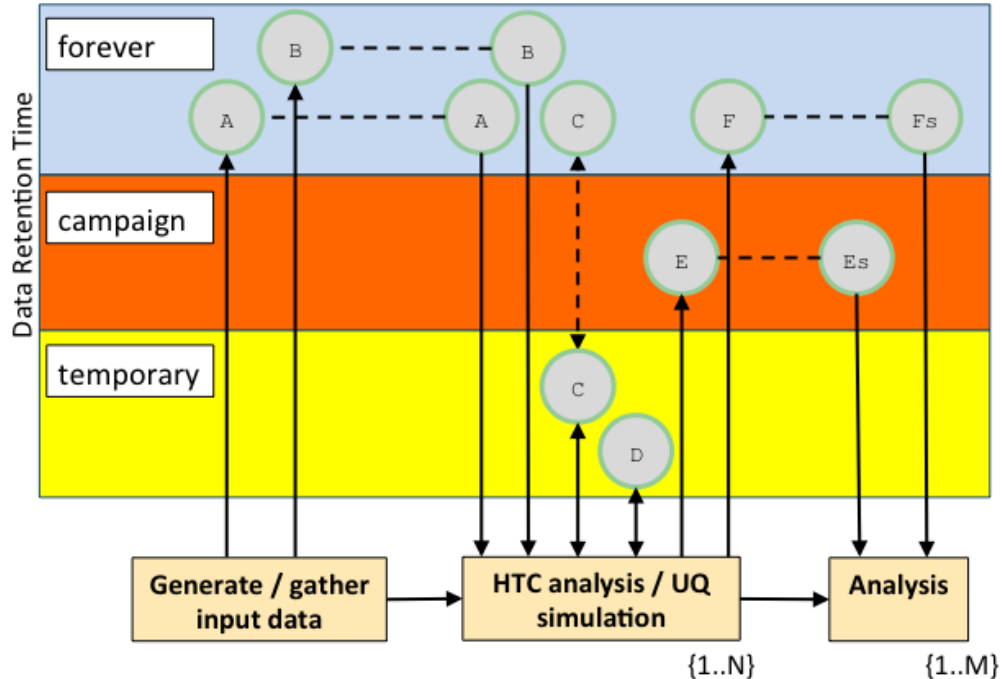 Data Retention Time
forever
B
B
A
A
C
F
Fs
campaign
E
Es
temporary
C
D
Generate / gather
input data
HTC analysis / UQ
simulation
Analysis
{1..N}
{1..M}